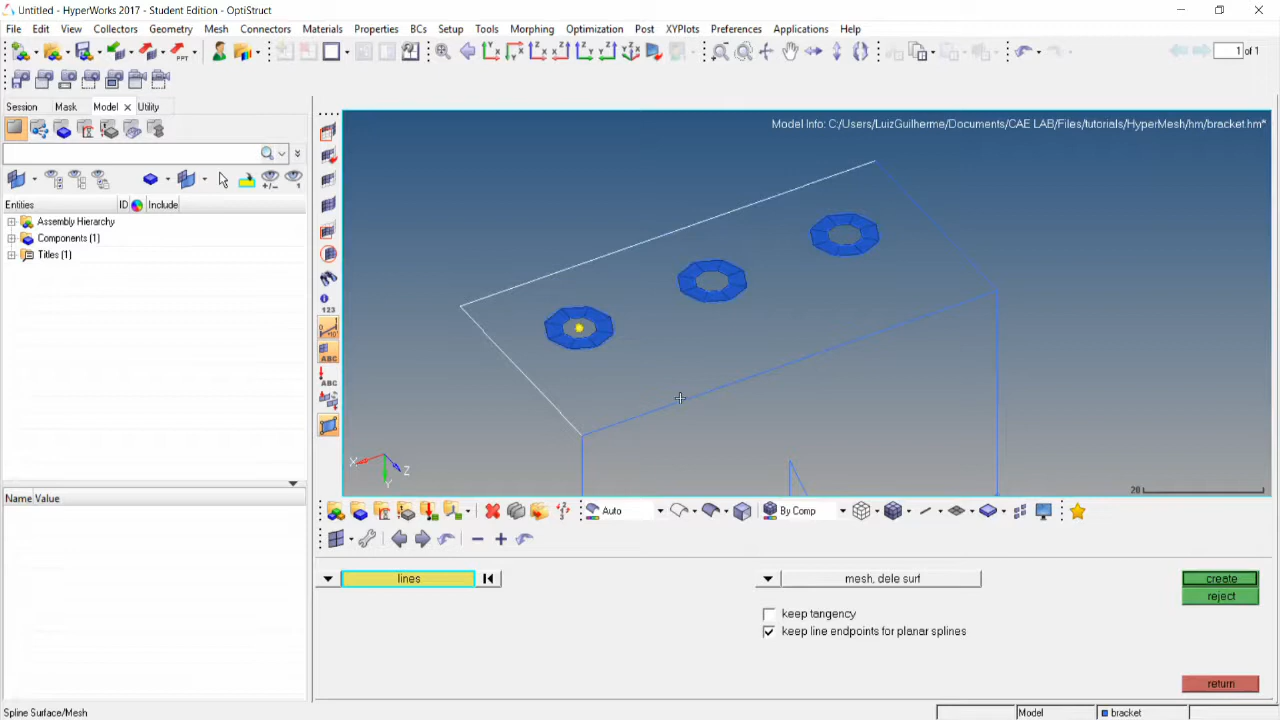 Untitled - HyperWorks 2017 - Student Edition - OptiStruct
File Edit View Collectors Geometry Mesh Connectors Materials Properties BCs Setup Tools Morphing Optimization Post XYPlots Preferences Applications Help
1 of 1
Session Mask Model Utility
Model Info: C:/Users/LuizGuilherme/Documents/CAE LAB/Files/tutorials/HyperMesh/hm/bracket.hm*
Entities ID Include
Assembly Hierarchy
Components (1)
Titles (1)
123
ABC
ABC
X Y Z
20
Name Value
Auto By Comp
lines mesh, dele surf create
reject
keep tangency
keep line endpoints for planar splines
return
Spline Surface/Mesh Model bracket